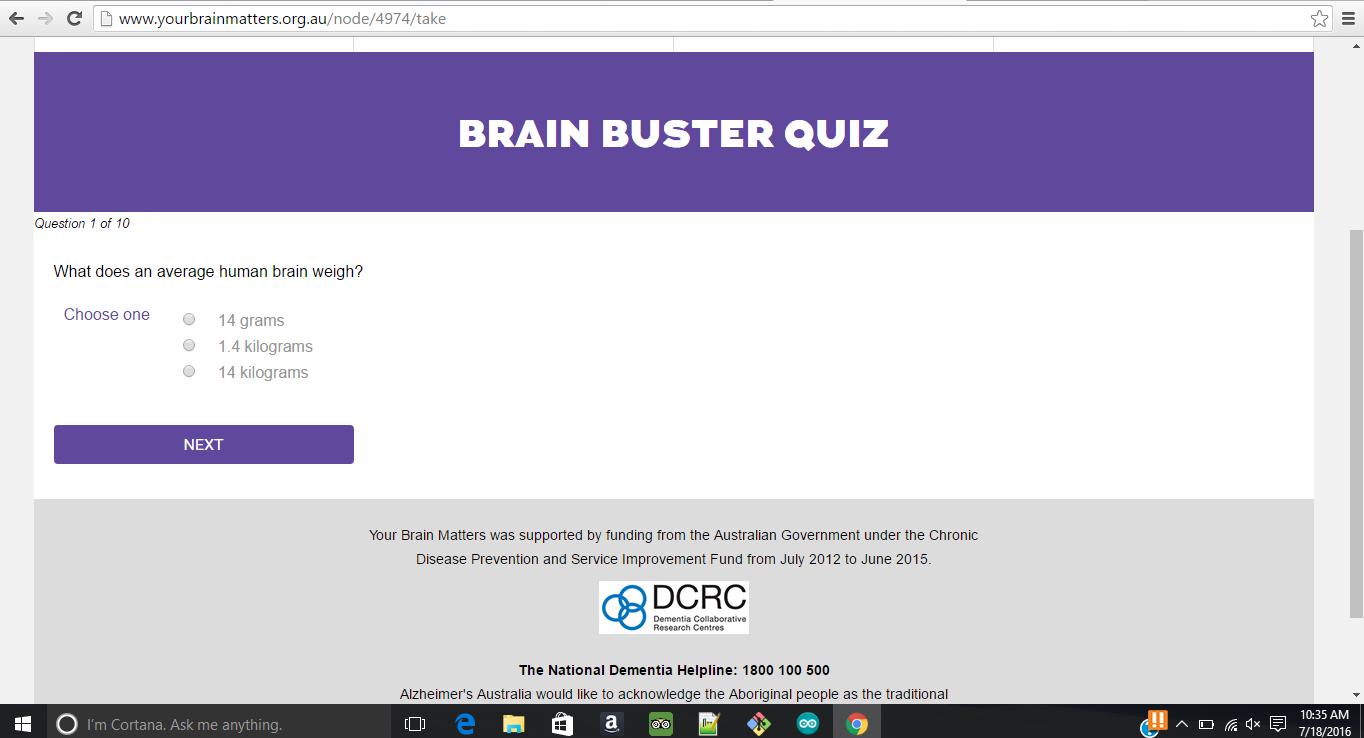 www.yourbrainmatters.org.au/node/4974/take
BRAIN BUSTER QUIZ
Question 1 of 10
What does an average human brain weigh?
Choose one
14 grams
1.4 kilograms
14 kilograms
NEXT
Your Brain Matters was supported by funding from the Australian Government under the Chronic
Disease Prevention and Service Improvement Fund from July 2012 to June 2015.
DCRC
Dementia Collaborative
Research Centres
The National Dementia Helpline: 1800 100 500
Alzheimer's Australia would like to acknowledge the Aboriginal people as the traditional
I'm Cortana. Ask me anything.
10:35 AM
7/18/2016